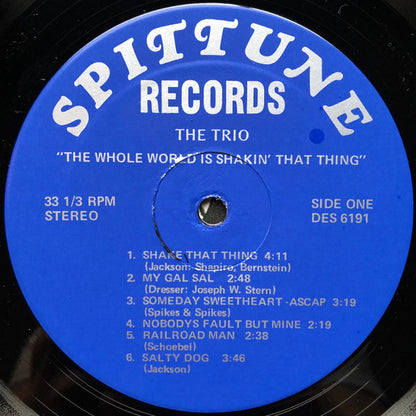 SPITTUNE
RECORDS
THE TRIO
"THE WHOLE WORLD IS SHAKIN' THAT THING"
33 1/3 RPM
STEREO
SIDE ONE
DES 6191
1. SHAKE THAT THING 4:11
(Jackson: Shapiro, Bernstein)
2. MY GAL SAL 2:48
(Dresser: Joseph W. Stern)
3. SOMEDAY SWEETHEART -ASCAP 3:19
(Spikes & Spikes)
4. NOBODYS FAULT BUT MINE 4:19
5. RAILROAD MAN 2:38
(Schoebel)
6. SALTY DOG 3:46
(Jackson)